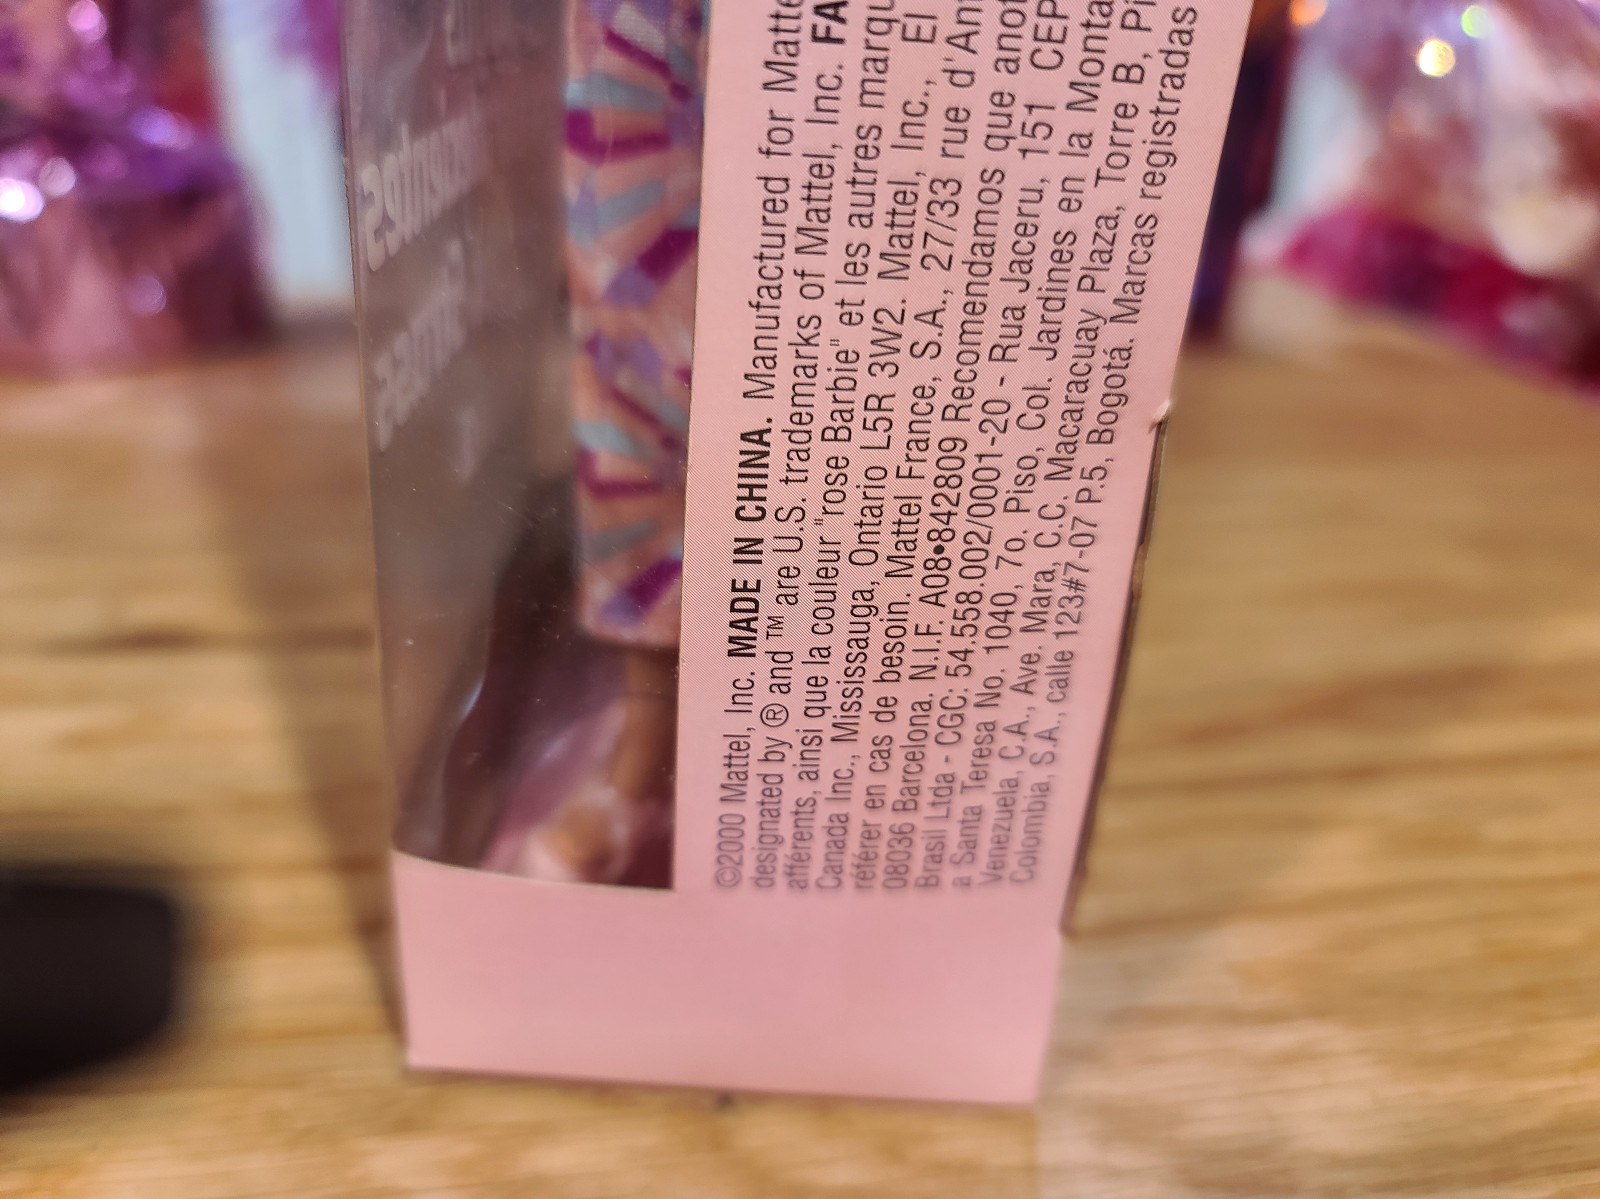 ©2000 Mattel, Inc. MADE IN CHINA. Manufactured for Matte
designated by ® and ™ are U.S. trademarks of Mattel, Inc. FA
afférents, ainsi que la couleur "rose Barbie" et les autres marqu
Canada Inc., Mississauga, Ontario L5R 3W2. Mattel, Inc., El
référer en cas de besoin. Mattel France, S.A., 27/33 rue d'An
08036 Barcelona. N.I.F. A08•842809 Recomendamos que anot
Brasil Ltda - CGC: 54.558.002/0001-20 - Rua Jaceru, 151 CEP
a Santa Teresa No. 1040, 7o. Piso, Col. Jardines en la Monta
Venezuela, C.A., Ave. Mara, C.C. Macaracuay Plaza, Torre B, Pi
Colombia, S.A., calle 123#7-07 P.5, Bogotá. Marcas registradas